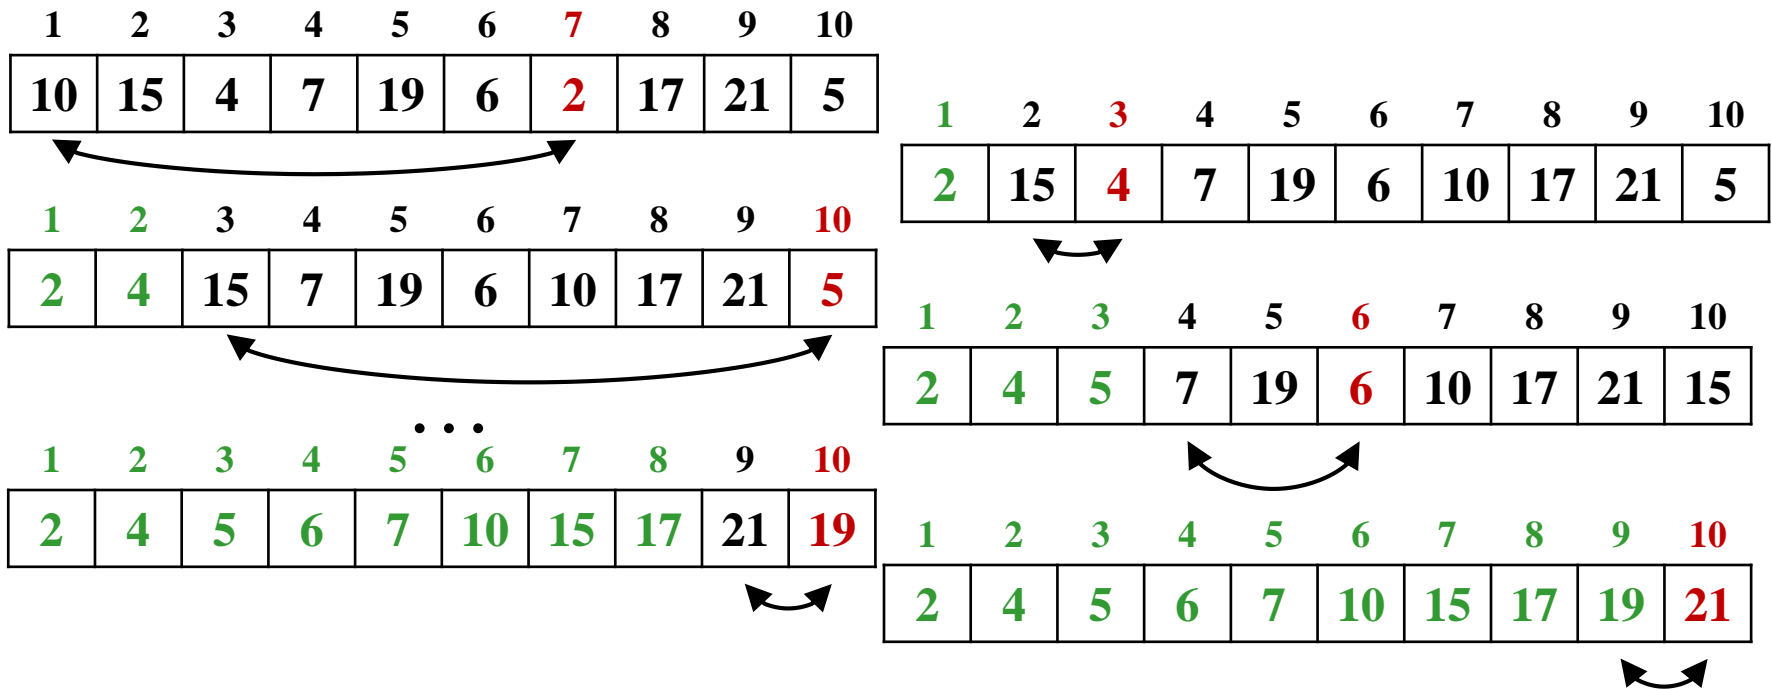 1 2 3 4 5 6 7 8 9 10
10 15 4 7 19 6 2 17 21 5
1 2 3 4 5 6 7 8 9 10
2 15 4 7 19 6 10 17 21 5
1 2 3 4 5 6 7 8 9 10
2 4 15 7 19 6 10 17 21 5
1 2 3 4 5 6 7 8 9 10
2 4 5 7 19 6 10 17 21 15
...
1 2 3 4 5 6 7 8 9 10
2 4 5 6 7 10 15 17 21 19
1 2 3 4 5 6 7 8 9 10
2 4 5 6 7 10 15 17 19 21